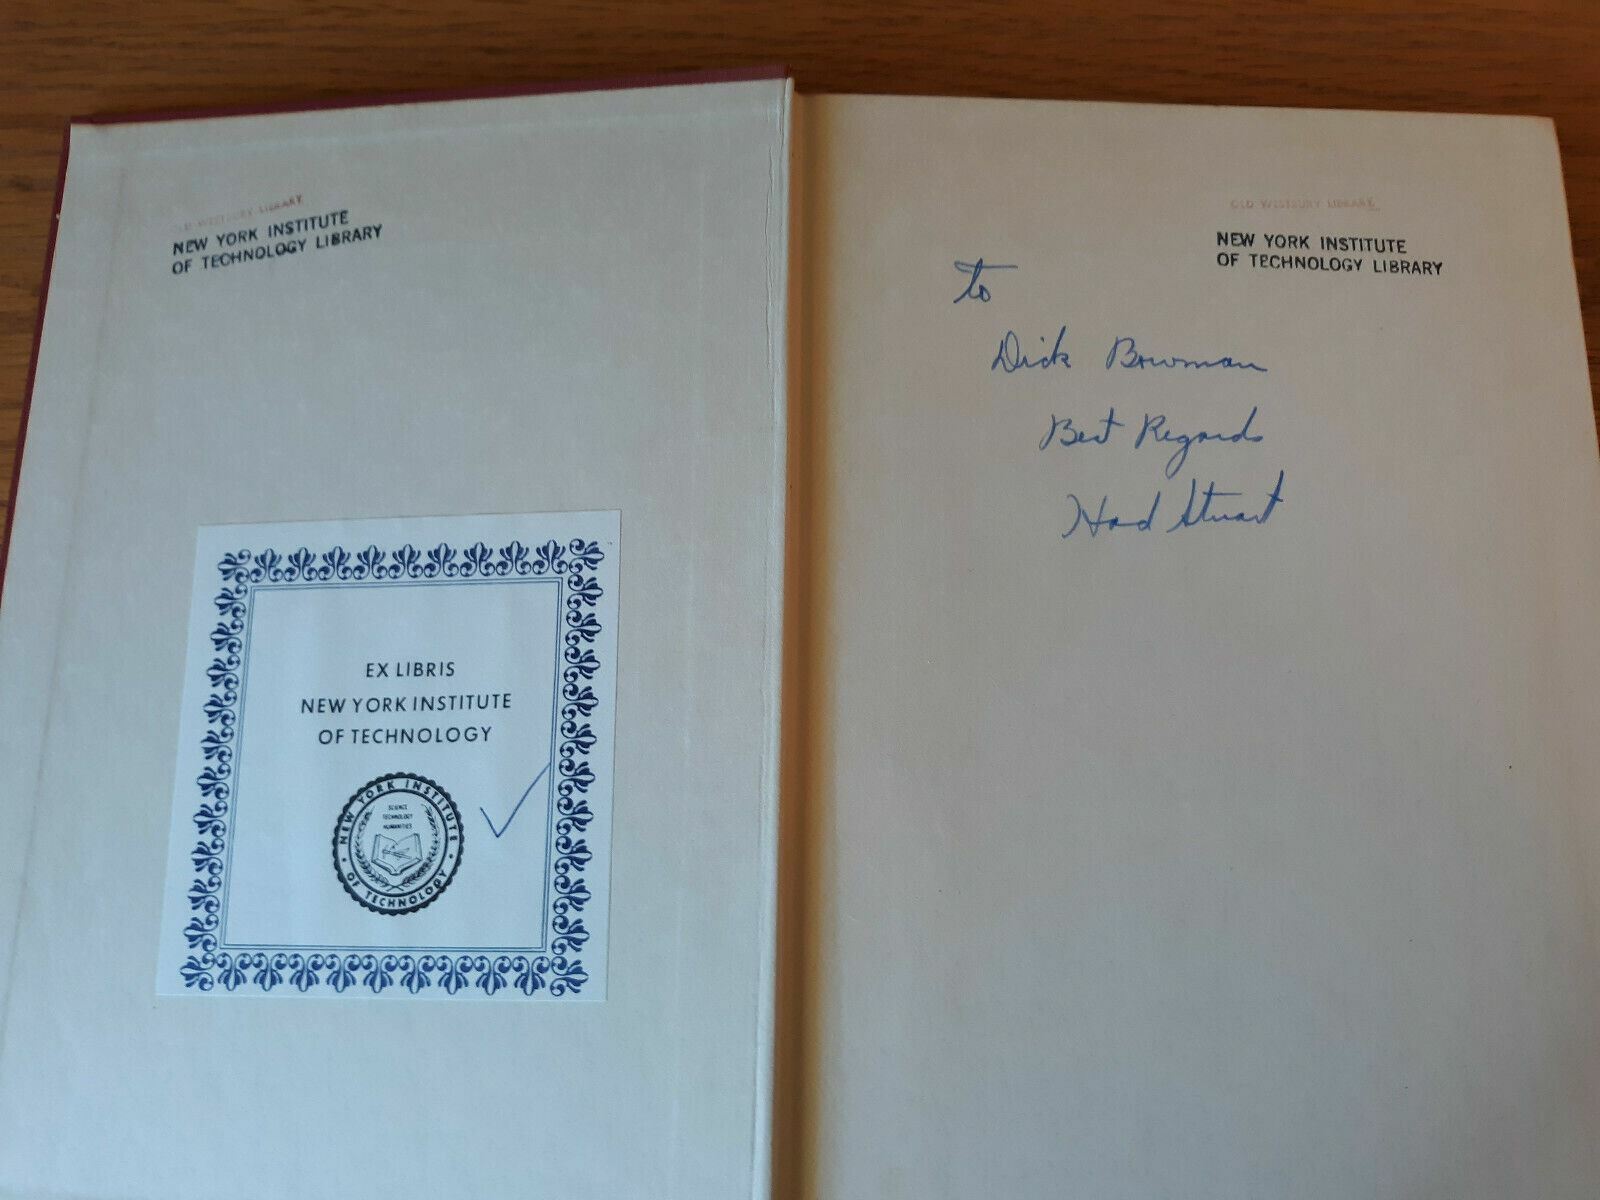 OLD WESTBURY LIBRARY
NEW YORK INSTITUTE
OF TECHNOLOGY LIBRARY
EX LIBRIS
NEW YORK INSTITUTE
OF TECHNOLOGY
NEW YORK INSTITUTE
OF TECHNOLOGY
SCIENCE
TECHNOLOGY
HUMANITIES
OLD WESTBURY LIBRARY
NEW YORK INSTITUTE
OF TECHNOLOGY LIBRARY
to
Dick Bowman
Best Regards
Had Stuart